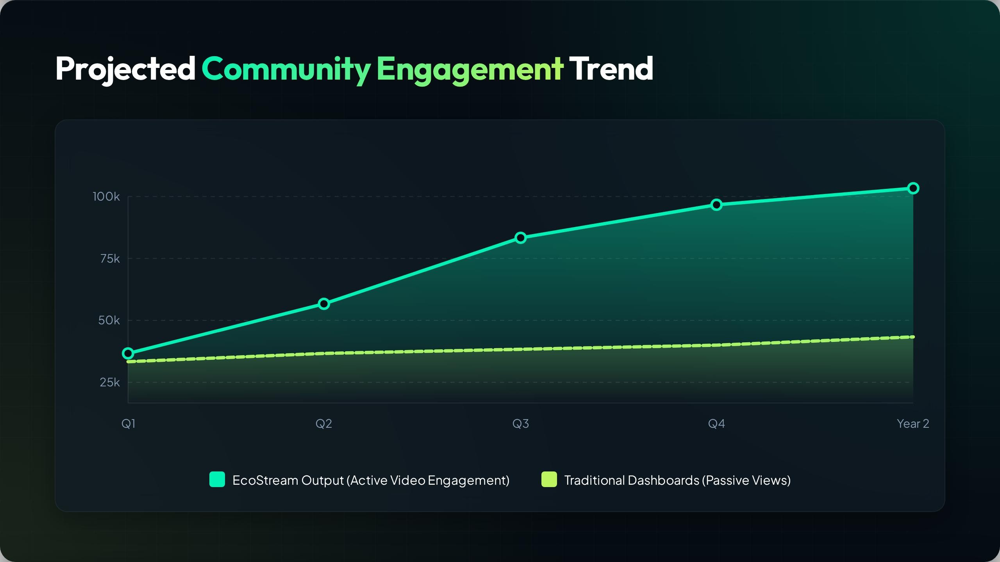 Projected Community Engagement Trend
100k
75k
50k
25k
Q1 Q2 Q3 Q4 Year 2
EcoStream Output (Active Video Engagement) Traditional Dashboards (Passive Views)